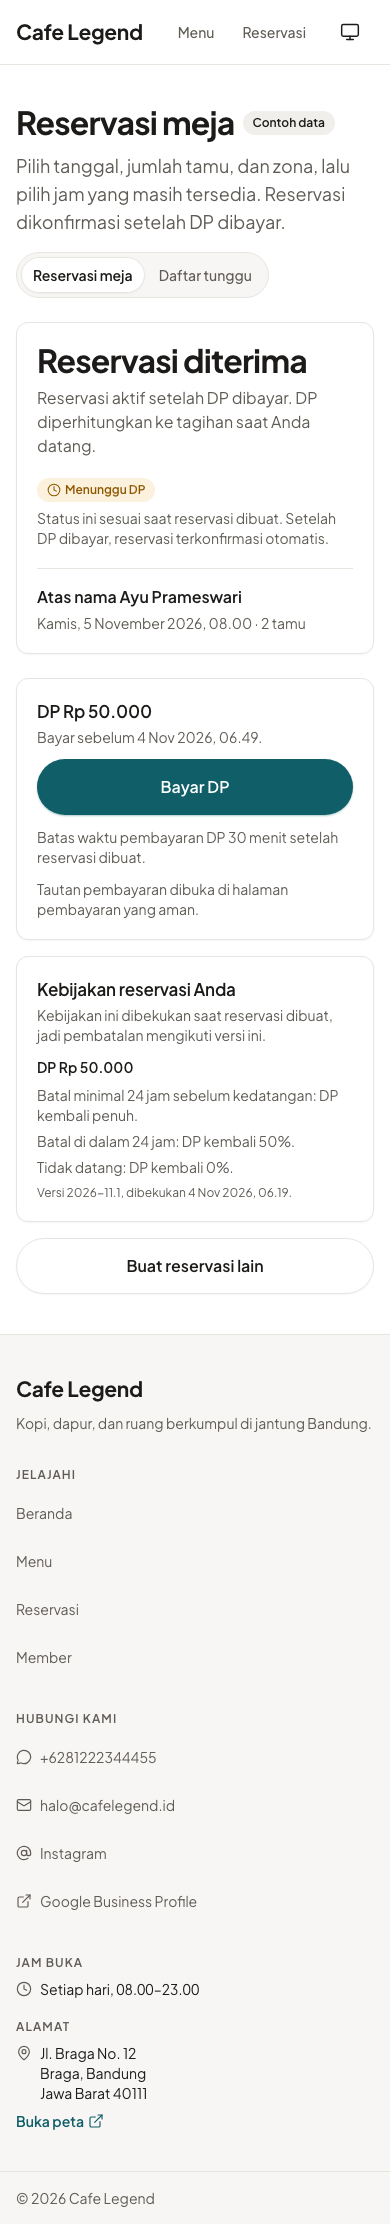 Cafe Legend Menu Reservasi
Reservasi meja Contoh data
Pilih tanggal, jumlah tamu, dan zona, lalu
pilih jam yang masih tersedia. Reservasi
dikonfirmasi setelah DP dibayar.
Reservasi meja Daftar tunggu
Reservasi diterima
Reservasi aktif setelah DP dibayar. DP
diperhitungkan ke tagihan saat Anda
datang.
Menunggu DP
Status ini sesuai saat reservasi dibuat. Setelah
DP dibayar, reservasi terkonfirmasi otomatis.
Atas nama Ayu Prameswari
Kamis, 5 November 2026, 08.00 · 2 tamu
DP Rp 50.000
Bayar sebelum 4 Nov 2026, 06.49.
Bayar DP
Batas waktu pembayaran DP 30 menit setelah
reservasi dibuat.
Tautan pembayaran dibuka di halaman
pembayaran yang aman.
Kebijakan reservasi Anda
Kebijakan ini dibekukan saat reservasi dibuat,
jadi pembatalan mengikuti versi ini.
DP Rp 50.000
Batal minimal 24 jam sebelum kedatangan: DP
kembali penuh.
Batal di dalam 24 jam: DP kembali 50%.
Tidak datang: DP kembali 0%.
Versi 2026-11.1, dibekukan 4 Nov 2026, 06.19.
Buat reservasi lain
Cafe Legend
Kopi, dapur, dan ruang berkumpul di jantung Bandung.
JELAJAHI
Beranda
Menu
Reservasi
Member
HUBUNGI KAMI
+6281222344455
halo@cafelegend.id
Instagram
Google Business Profile
JAM BUKA
Setiap hari, 08.00–23.00
ALAMAT
Jl. Braga No. 12
Braga, Bandung
Jawa Barat 40111
Buka peta
© 2026 Cafe Legend